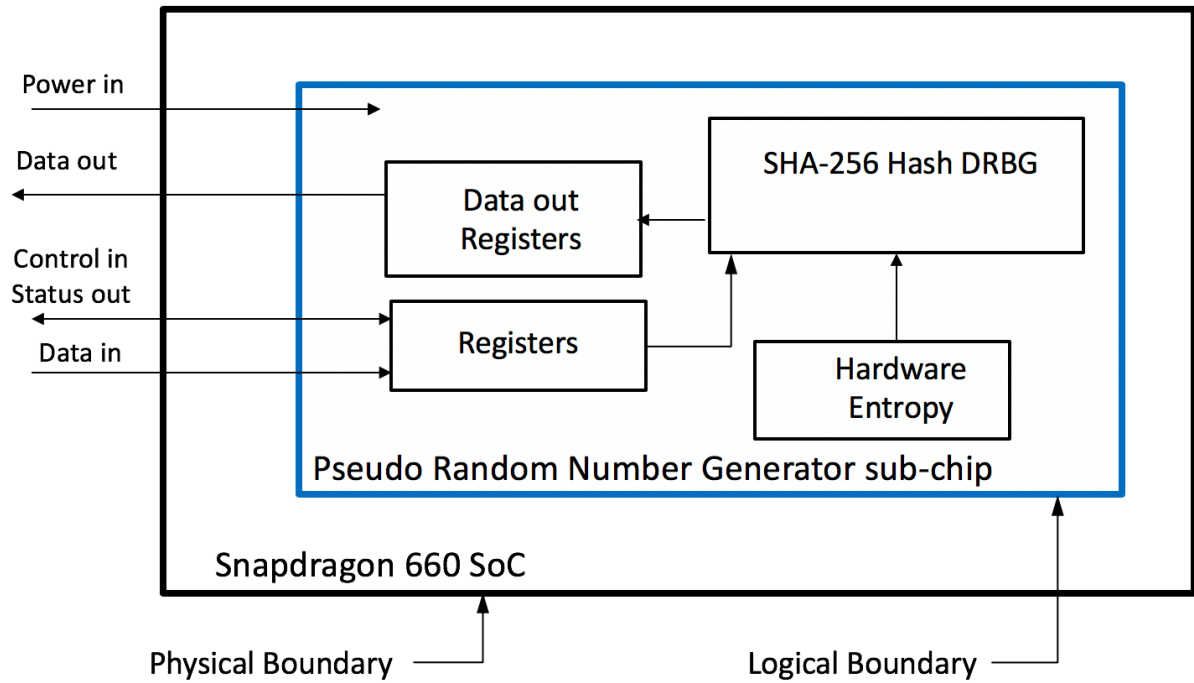 Power in
Data out
Control in
Status out
Data in
SHA-256 Hash DRBG
Data out
Registers
Registers
Hardware
Entropy
Pseudo Random Number Generator sub-chip
Snapdragon 660 SoC
Physical Boundary
Logical Boundary